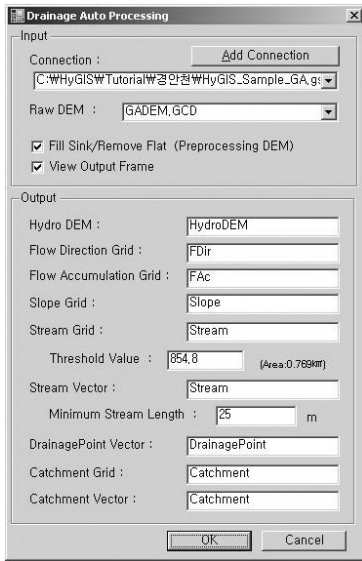 Drainage Auto Processing
Input
Connection :
Add Connection
C:₩HyGIS₩Tutorial₩경안천₩HyGIS_Sample_GA.gs
Raw DEM :
GADEM.GCD
Fill Sink/Remove Flat (Preprocessing DEM)
View Output Frame
Output
Hydro DEM :
HydroDEM
Flow Direction Grid :
FDir
Flow Accumulation Grid :
FAc
Slope Grid :
Slope
Stream Grid :
Stream
Threshold Value :
854.8
(Area:0.769㎢)
Stream Vector :
Stream
Minimum Stream Length :
25
m
DrainagePoint Vector :
DrainagePoint
Catchment Grid :
Catchment
Catchment Vector :
Catchment
OK
Cancel